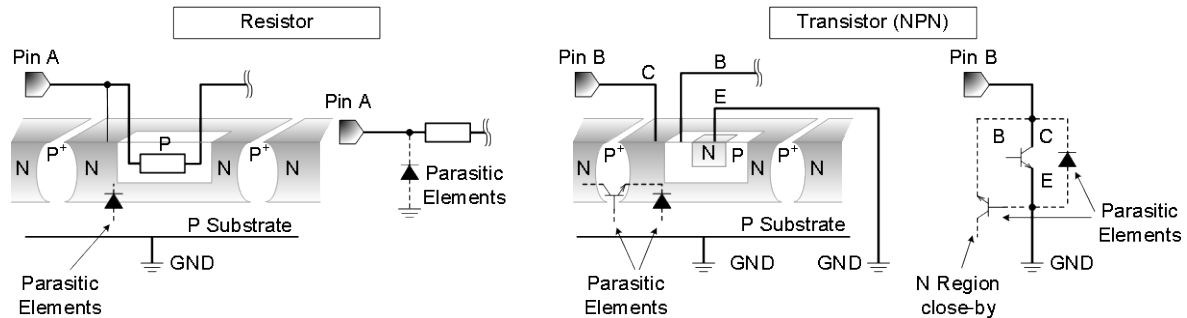 Resistor
Pin A
N
P+
N
P
N
P+
N
Parasitic
Elements
P Substrate
GND
Pin A
Parasitic
Elements
Transistor (NPN)
Pin B
C
B
E
N
P+
N
N
P
P+
N
N
Parasitic
Elements
P Substrate
GND
GND
Pin B
B
C
E
Parasitic
Elements
GND
N Region
close-by